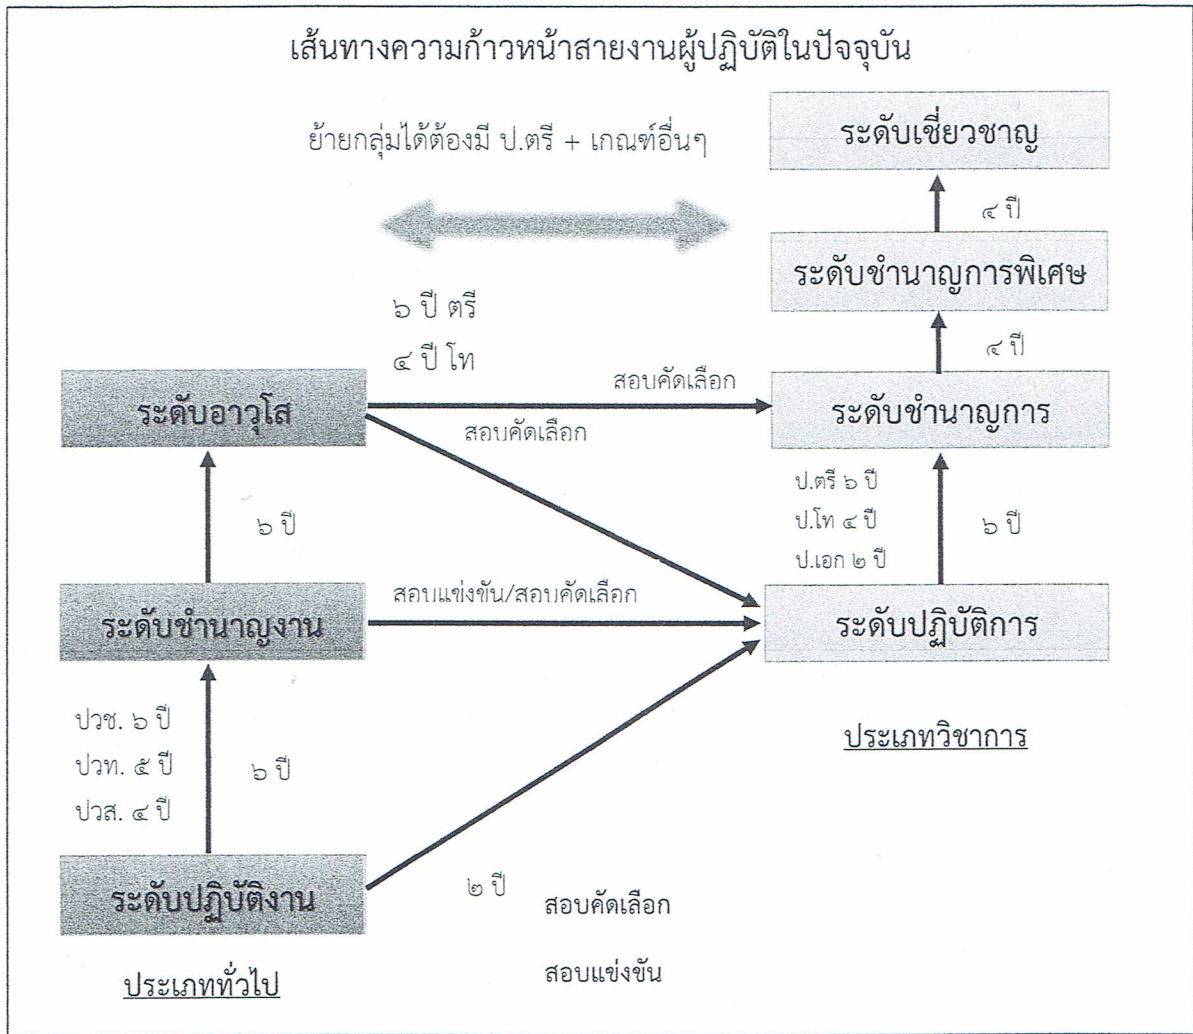 เส้นทางความก้าวหน้าสายงานผู้ปฏิบัติในปัจจุบัน
ย้ายกลุ่มได้ต้องมี ป.ตรี + เกณฑ์อื่นๆ
ระดับเชี่ยวชาญ
๔ ปี
ระดับชำนาญการพิเศษ
๖ ปี ตรี
๔ ปี โท
๔ ปี
ระดับอาวุโส
สอบคัดเลือก
สอบคัดเลือก
ระดับชำนาญการ
๖ ปี
ป.ตรี ๖ ปี
ป.โท ๔ ปี
ป.เอก ๒ ปี
๖ ปี
ระดับชำนาญงาน
สอบแข่งขัน/สอบคัดเลือก
ระดับปฏิบัติการ
ปวช. ๖ ปี
ปวท. ๕ ปี
ปวส. ๔ ปี
๖ ปี
ประเภทวิชาการ
ระดับปฏิบัติงาน
๒ ปี
สอบคัดเลือก
สอบแข่งขัน
ประเภททั่วไป